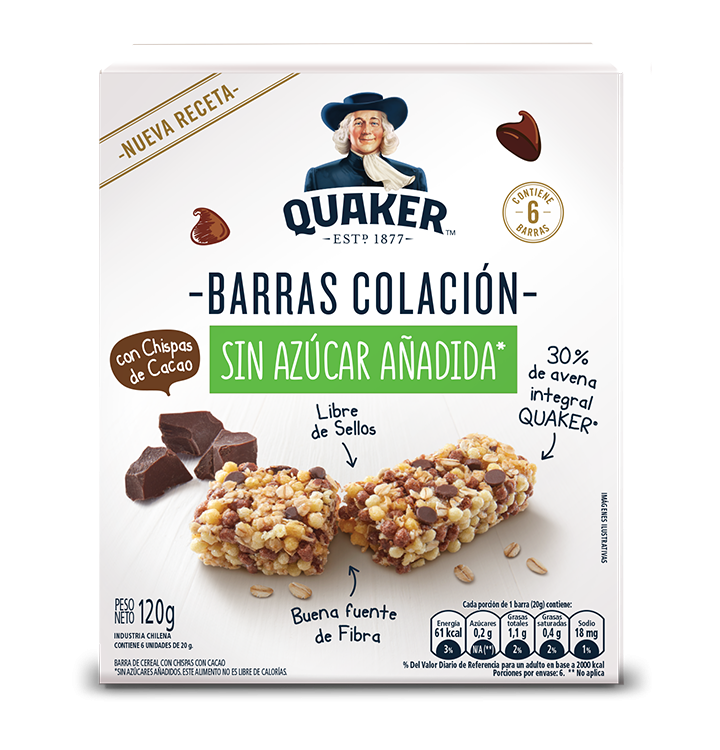 -NUEVA RECETA-
QUAKER™
-ESTD 1877-
CONTIENE
-6-
BARRAS
-BARRAS COLACIÓN-
SIN AZÚCAR AÑADIDA*
con Chispas
de Cacao
30%
de avena
integral
QUAKER®
Libre
de Sellos
IMÁGENES ILUSTRATIVAS
Buena fuente
de Fibra
PESO
NETO 120g
INDUSTRIA CHILENA
CONTIENE 6 UNIDADES DE 20 g.
BARRA DE CEREAL CON CHISPAS CON CACAO
*SIN AZÚCARES AÑADIDOS. ESTE ALIMENTO NO ES LIBRE DE CALORÍAS.
Cada porción de 1 barra (20g) contiene:
Energía
61 kcal
3%
Azúcares
0,2 g
N/A (**)
Grasas
totales
1,1 g
2%
Grasas
saturadas
0,4 g
2%
Sodio
18 mg
1%
% Del Valor Diario de Referencia para un adulto en base a 2000 kcal
Porciones por envase: 6. ** No aplica